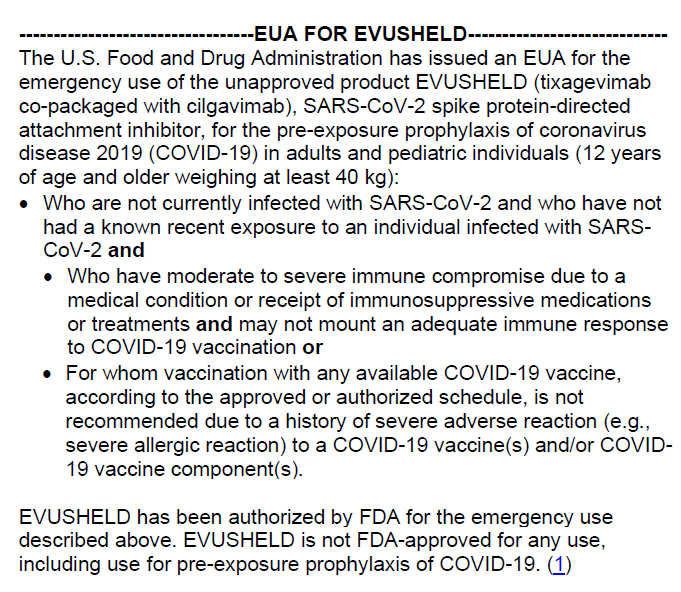 ----------------------------------EUA FOR EVUSHELD-----------------------------
The U.S. Food and Drug Administration has issued an EUA for the
emergency use of the unapproved product EVUSHELD (tixagevimab
co-packaged with cilgavimab), SARS-CoV-2 spike protein-directed
attachment inhibitor, for the pre-exposure prophylaxis of coronavirus
disease 2019 (COVID-19) in adults and pediatric individuals (12 years
of age and older weighing at least 40 kg):
• Who are not currently infected with SARS-CoV-2 and who have not
had a known recent exposure to an individual infected with SARS-
CoV-2 and
• Who have moderate to severe immune compromise due to a
medical condition or receipt of immunosuppressive medications
or treatments and may not mount an adequate immune response
to COVID-19 vaccination or
• For whom vaccination with any available COVID-19 vaccine,
according to the approved or authorized schedule, is not
recommended due to a history of severe adverse reaction (e.g.,
severe allergic reaction) to a COVID-19 vaccine(s) and/or COVID-
19 vaccine component(s).
EVUSHELD has been authorized by FDA for the emergency use
described above. EVUSHELD is not FDA-approved for any use,
including use for pre-exposure prophylaxis of COVID-19. (1)